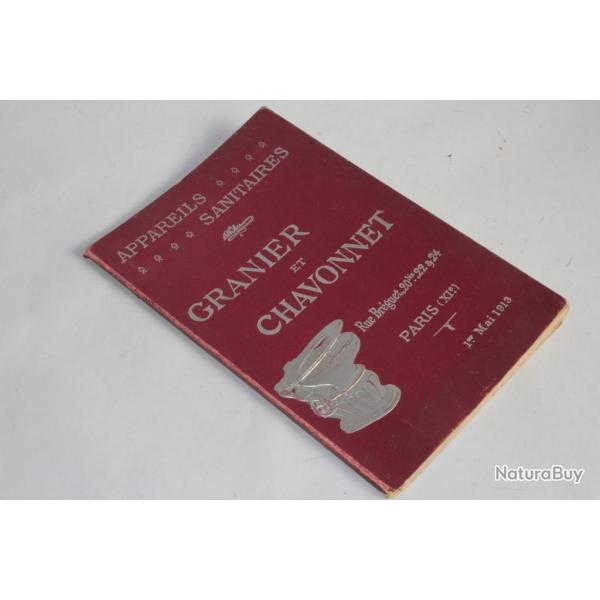 APPAREILS
SANITAIRES
GRANIER
ET
CHAVONNET
Rue Bréguet, 20bis, 22 & 24
PARIS (XIe)
1er Mai 1913
NaturaBuy